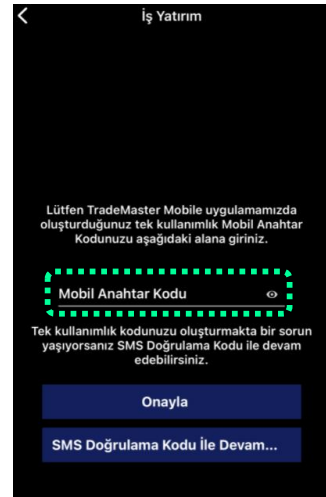 İş Yatırım
Lütfen TradeMaster Mobile uygulamamızda
oluşturduğunuz tek kullanımlık Mobil Anahtar
Kodunuzu aşağıdaki alana giriniz.
Mobil Anahtar Kodu
Tek kullanımlık kodunuzu oluşturmakta bir sorun
yaşıyorsanız SMS Doğrulama Kodu ile devam
edebilirsiniz.
Onayla
SMS Doğrulama Kodu İle Devam...